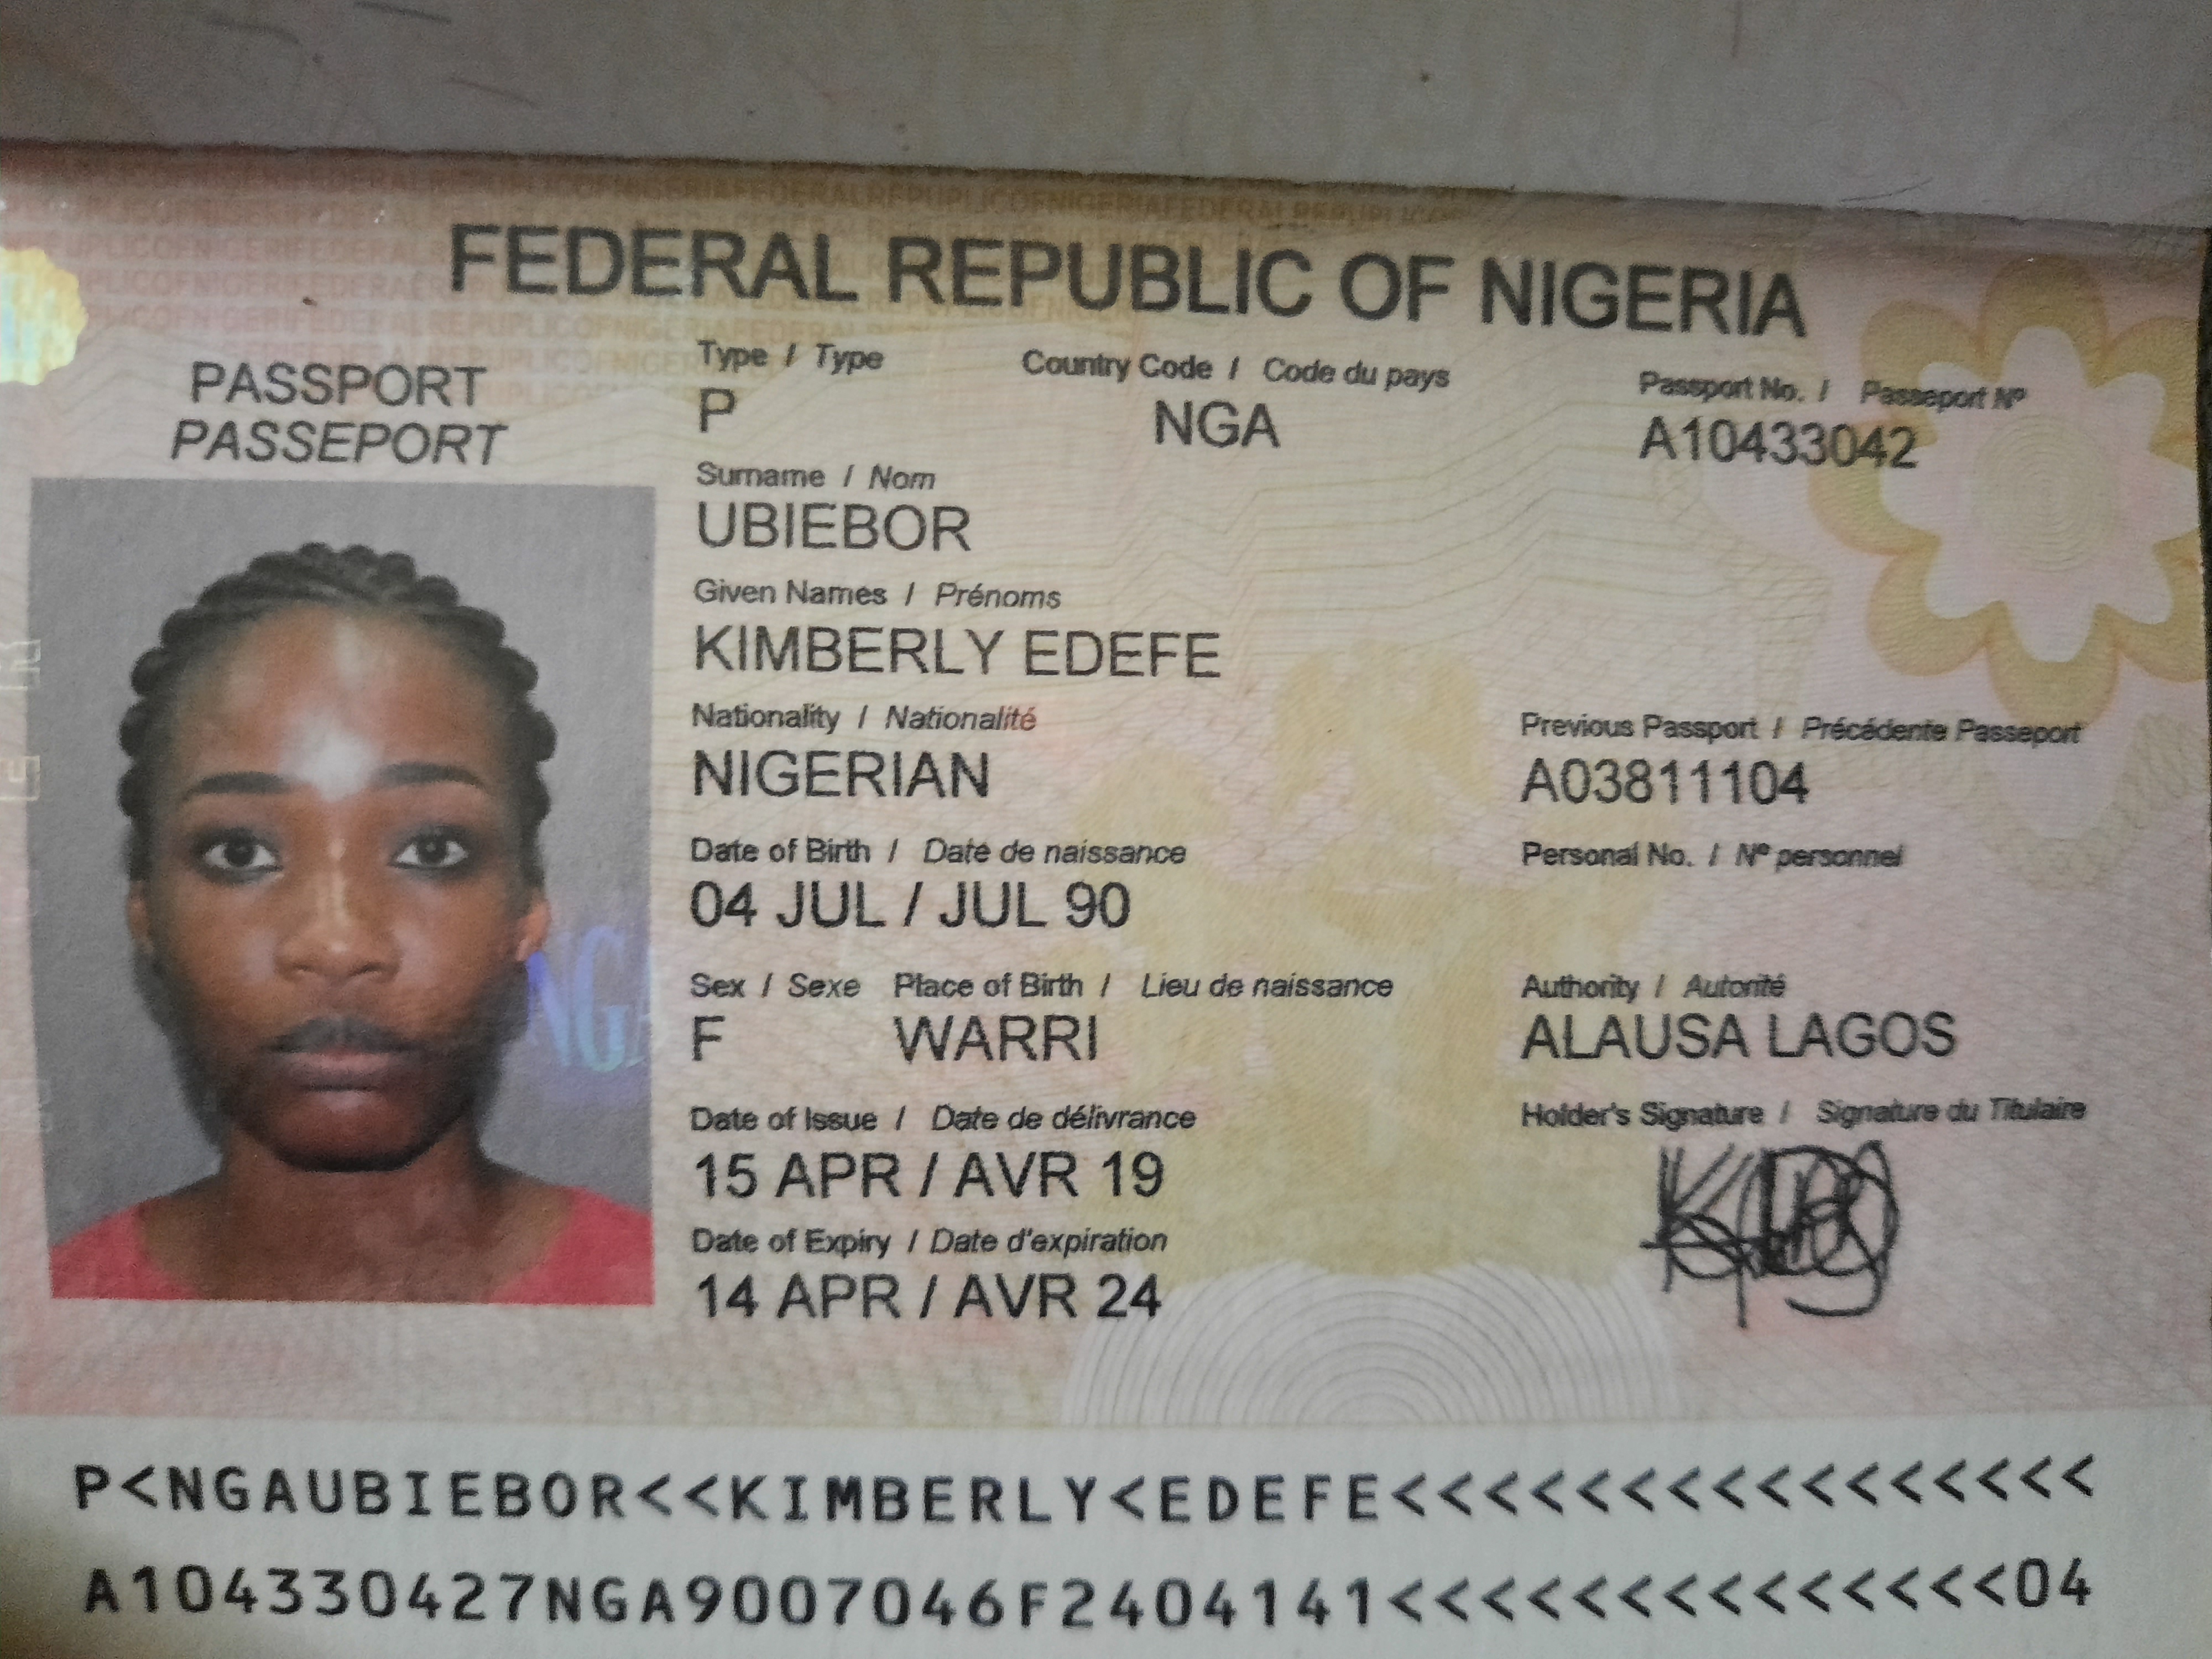 FEDERAL REPUBLIC OF NIGERIA
PASSPORT
PASSEPORT
Type / Type
Country Code / Code du pays
Passport No. / Passeport Nº
P
NGA
A10433042
Surname / Nom
UBIEBOR
Given Names / Prénoms
KIMBERLY EDEFE
Nationality / Nationalité
Previous Passport / Précédente Passeport
NIGERIAN
A03811104
Date of Birth / Date de naissance
Personal No. / Nº personnel
04 JUL / JUL 90
Sex / Sexe
Place of Birth / Lieu de naissance
Authority / Autorité
F
WARRI
ALAUSA LAGOS
Date of Issue / Date de délivrance
Holder's Signature / Signature du Titulaire
15 APR / AVR 19
Date of Expiry / Date d'expiration
14 APR / AVR 24
NGA
P<NGAUBIEBOR<<KIMBERLY<EDEFE<<<<<<<<<<<<<<<<
A104330427NGA9007046F2404141<<<<<<<<<<<<<<04